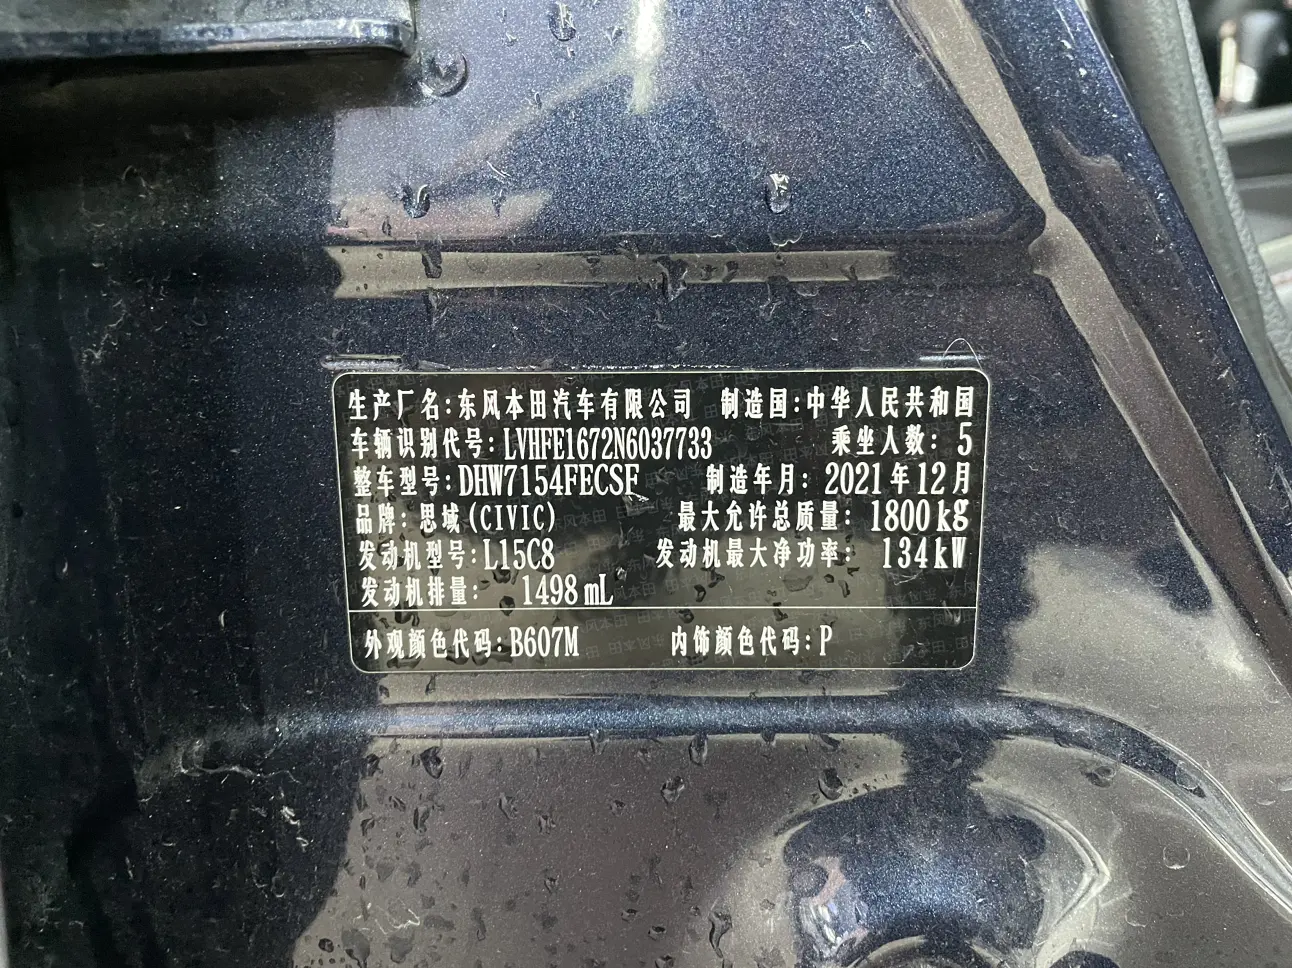 生产厂名:东风本田汽车有限公司 制造国:中华人民共和国
车辆识别代号:LVHFE1672N6037733 乘坐人数: 5
整车型号:DHW7154FECSF 制造年月: 2021年12月
品牌: 思域(CIVIC) 最大允许总质量: 1800kg
发动机型号:L15C8 发动机最大净功率: 134kW
发动机排量: 1498mL
外观颜色代码:B607M 内饰颜色代码:P